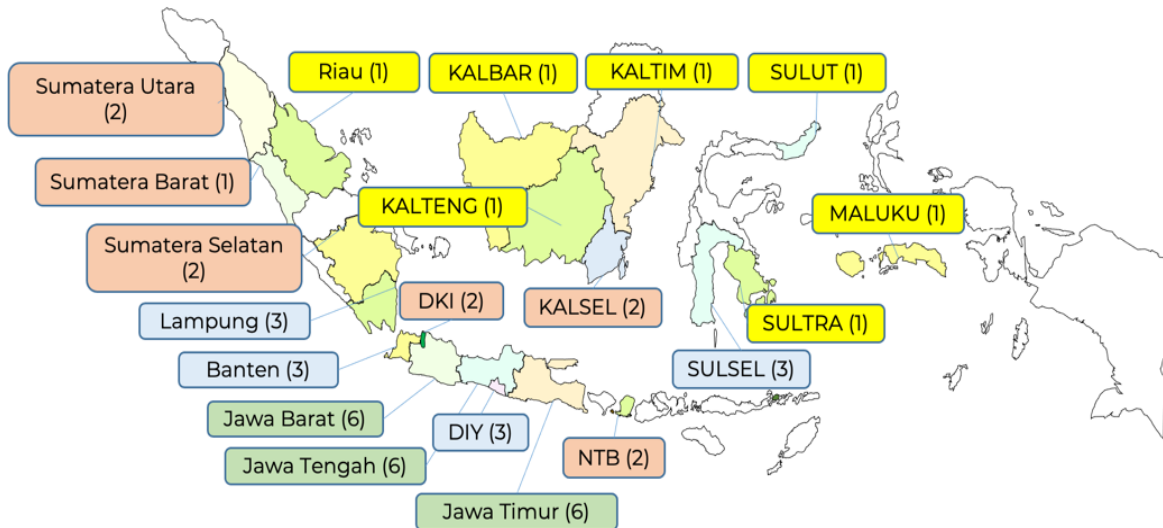 Riau (1)
KALBAR (1)
KALTIM (1)
SULUT (1)
Sumatera Utara
(2)
Sumatera Barat (1)
KALTENG (1)
MALUKU (1)
Sumatera Selatan
(2)
DKI (2)
KALSEL (2)
SULTRA (1)
Lampung (3)
Banten (3)
SULSEL (3)
Jawa Barat (6)
DIY (3)
NTB (2)
Jawa Tengah (6)
Jawa Timur (6)